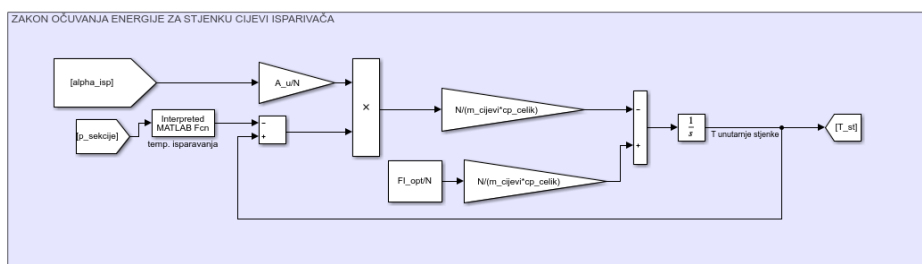 ZAKON OČUVANJA ENERGIJE ZA STJENKU CIJEVI ISPARIVAČA
[alpha_isp]
A_u/N
×
[p_sekcije]
Interpreted
MATLAB Fcn
temp. isparavanja
−
+
N/(m_cijevi*cp_celik)
FI_opt/N
N/(m_cijevi*cp_celik)
−
+
1
s
T unutarnje stjenke
[T_st]